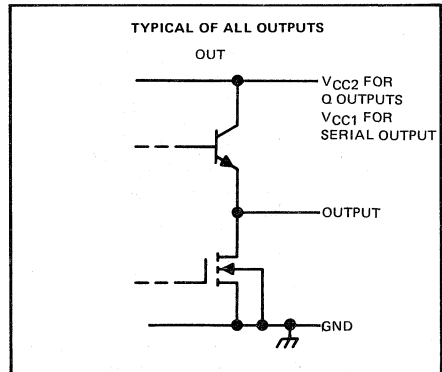 TYPICAL OF ALL OUTPUTS
OUT
VCC2 FOR
Q OUTPUTS
VCC1 FOR
SERIAL OUTPUT
OUTPUT
GND